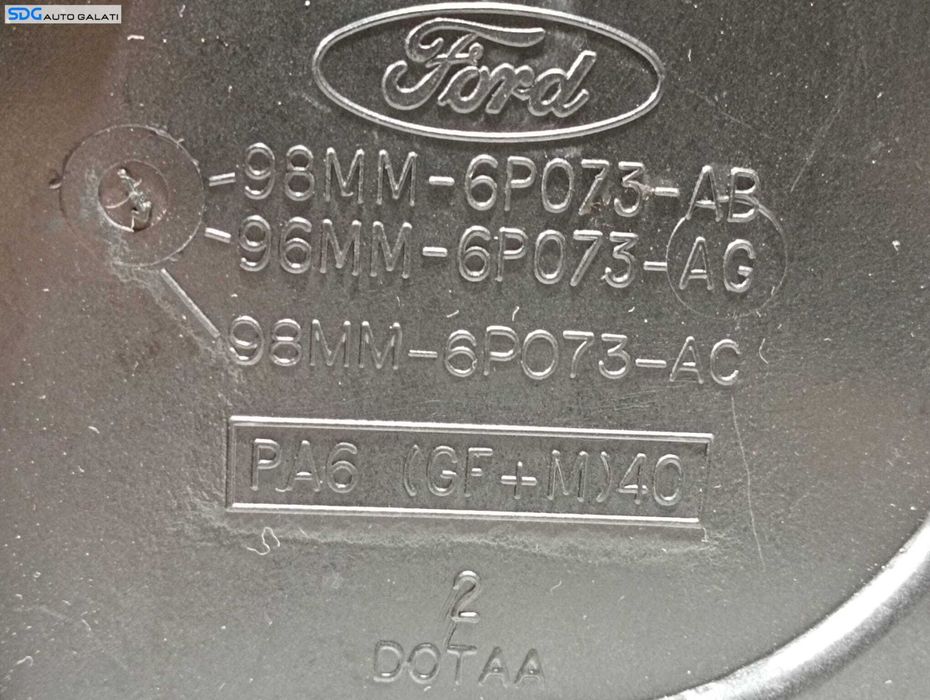 SDG AUTO GALATI
Ford
98MM-6P073-AB
96MM-6P073-AG
98MM-6P073-AC
PA6 (GF+M)40
2
DOTAA